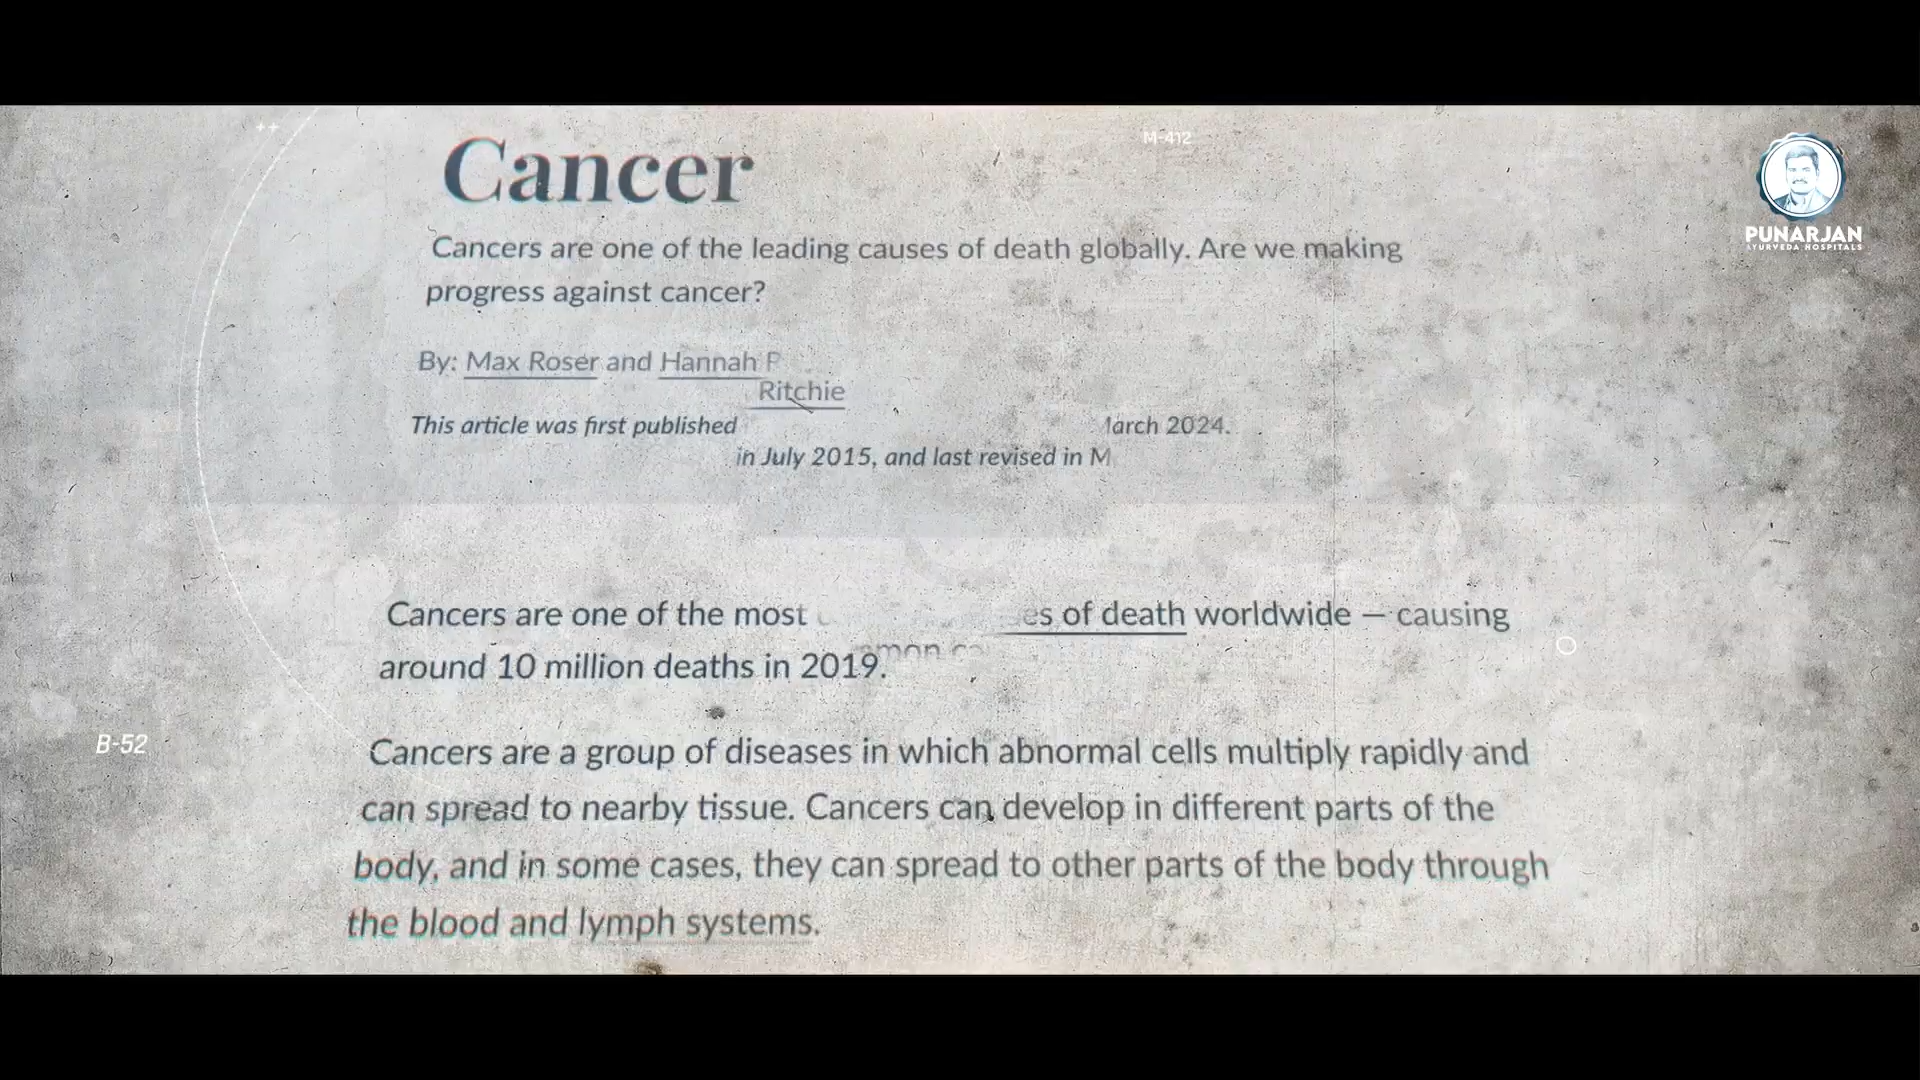 Cancer
M-412
PUNARJAN
AYURVEDA HOSPITALS
Cancers are one of the leading causes of death globally. Are we making
progress against cancer?
By: Max Roser and Hannah R
Ritchie
This article was first published
arch 2024.
in July 2015, and last revised in M
Cancers are one of the most
es of death worldwide — causing
around 10 million deaths in 2019.
B-52
Cancers are a group of diseases in which abnormal cells multiply rapidly and
can spread to nearby tissue. Cancers can develop in different parts of the
body, and in some cases, they can spread to other parts of the body through
the blood and lymph systems.